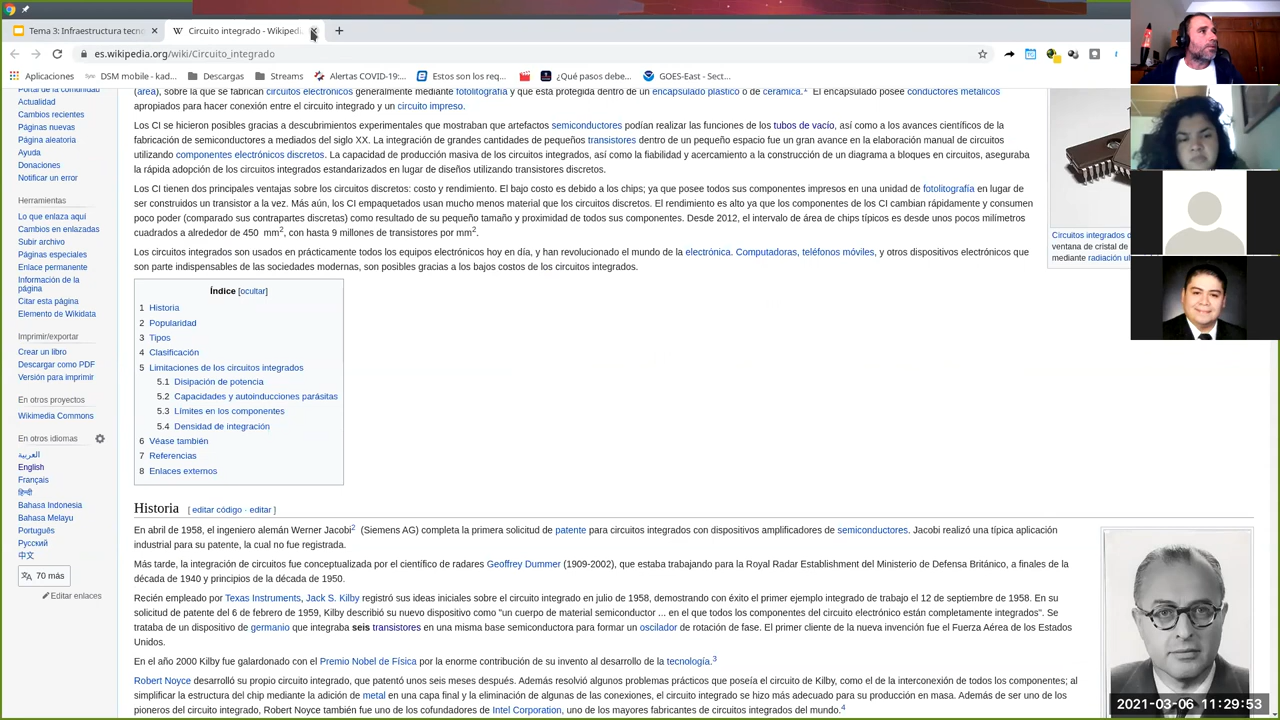 Tema 3: Infraestructura tecn
Circuito integrado - Wikipedi
es.wikipedia.org/wiki/Circuito_integrado
Aplicaciones
DSM mobile - kad...
Descargas
Streams
Alertas COVID-19:...
Estos son los req...
¿Qué pasos debe...
GOES-East - Sect...
Portal de la comunidad
Actualidad
Cambios recientes
Páginas nuevas
Página aleatoria
Ayuda
Donaciones
Notificar un error
Herramientas
Lo que enlaza aquí
Cambios en enlazadas
Subir archivo
Páginas especiales
Enlace permanente
Información de la
página
Citar esta página
Elemento de Wikidata
Imprimir/exportar
Crear un libro
Descargar como PDF
Versión para imprimir
En otros proyectos
Wikimedia Commons
En otros idiomas
العربية
English
Français
हिन्दी
Bahasa Indonesia
Bahasa Melayu
Português
Русский
中文
70 más
Editar enlaces
(área), sobre la que se fabrican circuitos electrónicos generalmente mediante fotolitografía y que está protegida dentro de un encapsulado plástico o de cerámica.1 El encapsulado posee conductores metálicos
apropiados para hacer conexión entre el circuito integrado y un circuito impreso.
Los CI se hicieron posibles gracias a descubrimientos experimentales que mostraban que artefactos semiconductores podían realizar las funciones de los tubos de vacío, así como a los avances científicos de la
fabricación de semiconductores a mediados del siglo XX. La integración de grandes cantidades de pequeños transistores dentro de un pequeño espacio fue un gran avance en la elaboración manual de circuitos
utilizando componentes electrónicos discretos. La capacidad de producción masiva de los circuitos integrados, así como la fiabilidad y acercamiento a la construcción de un diagrama a bloques en circuitos, aseguraba
la rápida adopción de los circuitos integrados estandarizados en lugar de diseños utilizando transistores discretos.
Los CI tienen dos principales ventajas sobre los circuitos discretos: costo y rendimiento. El bajo costo es debido a los chips; ya que posee todos sus componentes impresos en una unidad de fotolitografía en lugar de
ser construidos un transistor a la vez. Más aún, los CI empaquetados usan mucho menos material que los circuitos discretos. El rendimiento es alto ya que los componentes de los CI cambian rápidamente y consumen
poco poder (comparado sus contrapartes discretas) como resultado de su pequeño tamaño y proximidad de todos sus componentes. Desde 2012, el intervalo de área de chips típicos es desde unos pocos milímetros
cuadrados a alrededor de 450 mm2, con hasta 9 millones de transistores por mm2.
Los circuitos integrados son usados en prácticamente todos los equipos electrónicos hoy en día, y han revolucionado el mundo de la electrónica. Computadoras, teléfonos móviles, y otros dispositivos electrónicos que
son parte indispensables de las sociedades modernas, son posibles gracias a los bajos costos de los circuitos integrados.
Circuitos integrados d
ventana de cristal de
mediante radiación ul
Índice [ocultar]
1 Historia
2 Popularidad
3 Tipos
4 Clasificación
5 Limitaciones de los circuitos integrados
5.1 Disipación de potencia
5.2 Capacidades y autoinducciones parásitas
5.3 Límites en los componentes
5.4 Densidad de integración
6 Véase también
7 Referencias
8 Enlaces externos
Historia [ editar código · editar ]
En abril de 1958, el ingeniero alemán Werner Jacobi2 (Siemens AG) completa la primera solicitud de patente para circuitos integrados con dispositivos amplificadores de semiconductores. Jacobi realizó una típica aplicación
industrial para su patente, la cual no fue registrada.
Más tarde, la integración de circuitos fue conceptualizada por el científico de radares Geoffrey Dummer (1909-2002), que estaba trabajando para la Royal Radar Establishment del Ministerio de Defensa Británico, a finales de la
década de 1940 y principios de la década de 1950.
Recién empleado por Texas Instruments, Jack S. Kilby registró sus ideas iniciales sobre el circuito integrado en julio de 1958, demostrando con éxito el primer ejemplo integrado de trabajo el 12 de septiembre de 1958. En su
solicitud de patente del 6 de febrero de 1959, Kilby describió su nuevo dispositivo como "un cuerpo de material semiconductor ... en el que todos los componentes del circuito electrónico están completamente integrados". Se
trataba de un dispositivo de germanio que integraba seis transistores en una misma base semiconductora para formar un oscilador de rotación de fase. El primer cliente de la nueva invención fue el Fuerza Aérea de los Estados
Unidos.
En el año 2000 Kilby fue galardonado con el Premio Nobel de Física por la enorme contribución de su invento al desarrollo de la tecnología.3
Robert Noyce desarrolló su propio circuito integrado, que patentó unos seis meses después. Además resolvió algunos problemas prácticos que poseía el circuito de Kilby, como el de la interconexión de todos los componentes; al
simplificar la estructura del chip mediante la adición de metal en una capa final y la eliminación de algunas de las conexiones, el circuito integrado se hizo más adecuado para su producción en masa. Además de ser uno de los
pioneros del circuito integrado, Robert Noyce también fue uno de los cofundadores de Intel Corporation, uno de los mayores fabricantes de circuitos integrados del mundo.4
2021-03-06 11:29:53